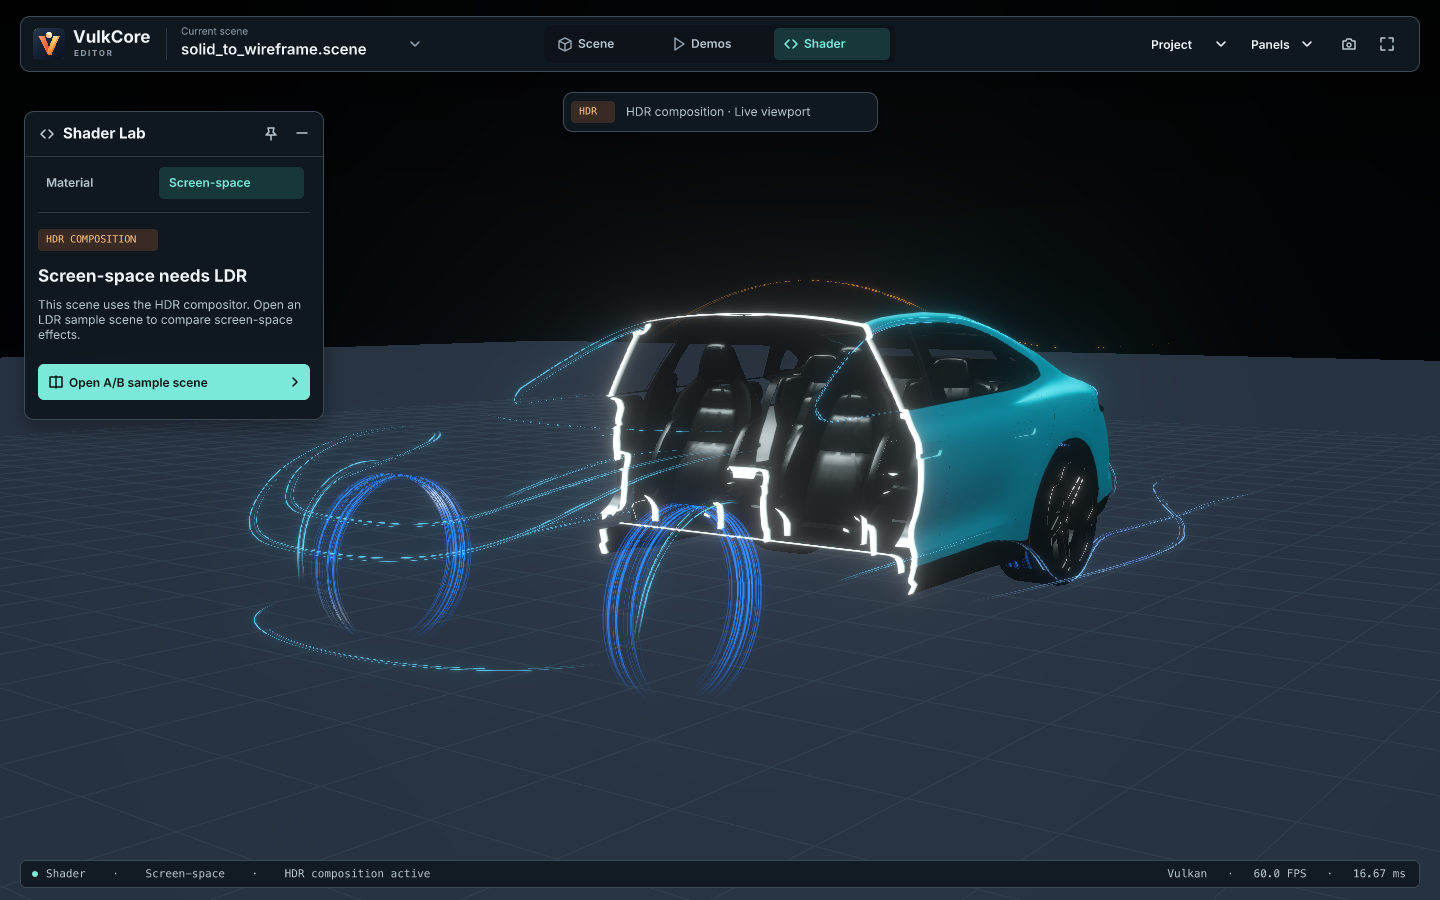 VulkCore
EDITOR
Current scene
solid_to_wireframe.scene
Scene
Demos
Shader
Project
Panels
HDR
HDR composition · Live viewport
Shader Lab
Material
Screen-space
HDR COMPOSITION
Screen-space needs LDR
This scene uses the HDR compositor. Open an
LDR sample scene to compare screen-space
effects.
Open A/B sample scene
Shader · Screen-space · HDR composition active
Vulkan · 60.0 FPS · 16.67 ms